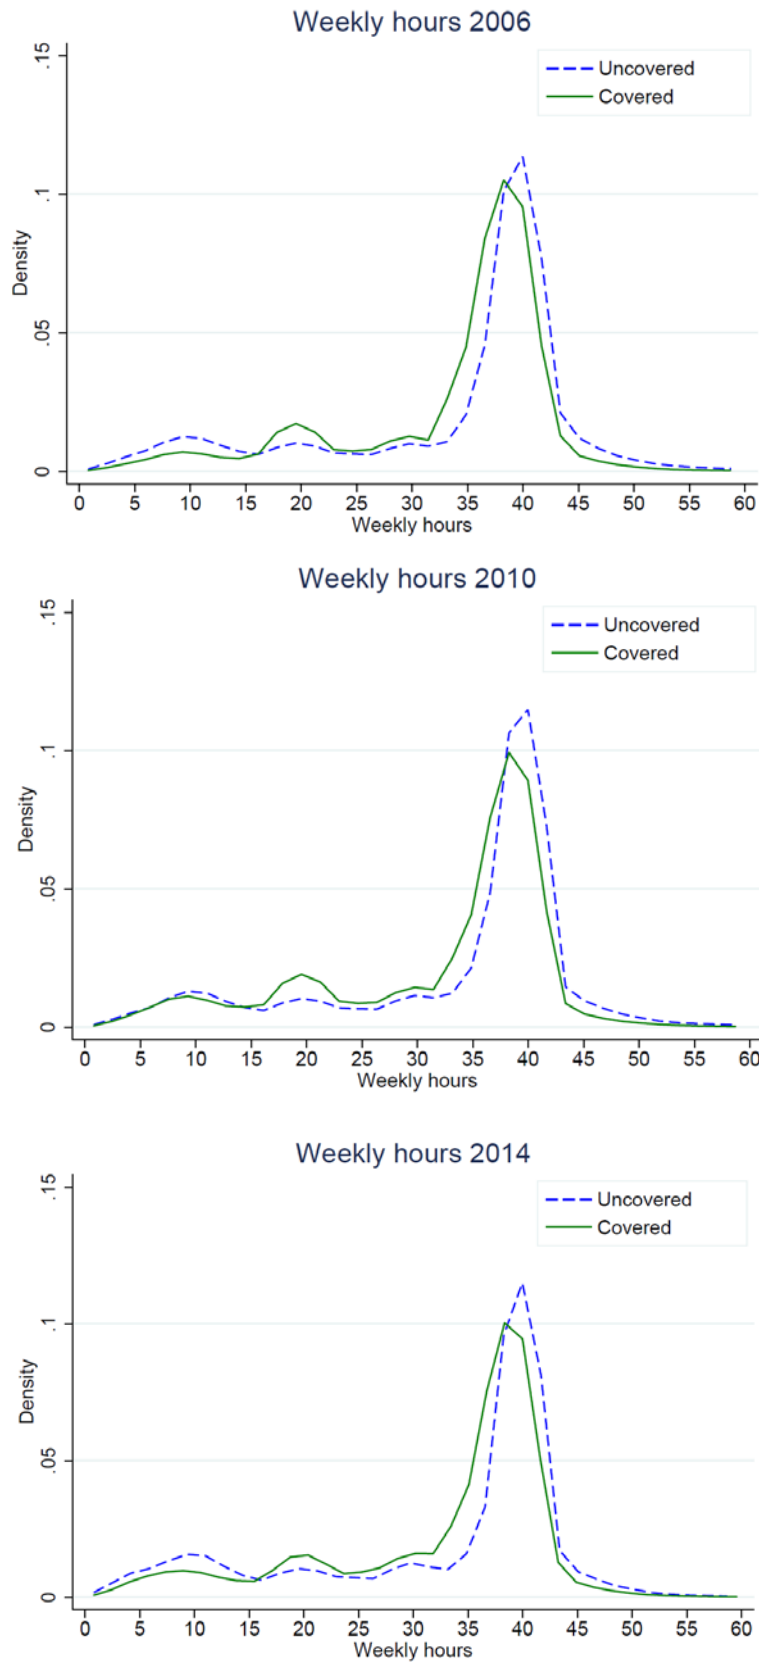 Weekly hours 2006
Uncovered
Covered
Density
.15
.1
.05
0
0 5 10 15 20 25 30 35 40 45 50 55 60
Weekly hours
Weekly hours 2010
Uncovered
Covered
Density
.15
.1
.05
0
0 5 10 15 20 25 30 35 40 45 50 55 60
Weekly hours
Weekly hours 2014
Uncovered
Covered
Density
.15
.1
.05
0
0 5 10 15 20 25 30 35 40 45 50 55 60
Weekly hours